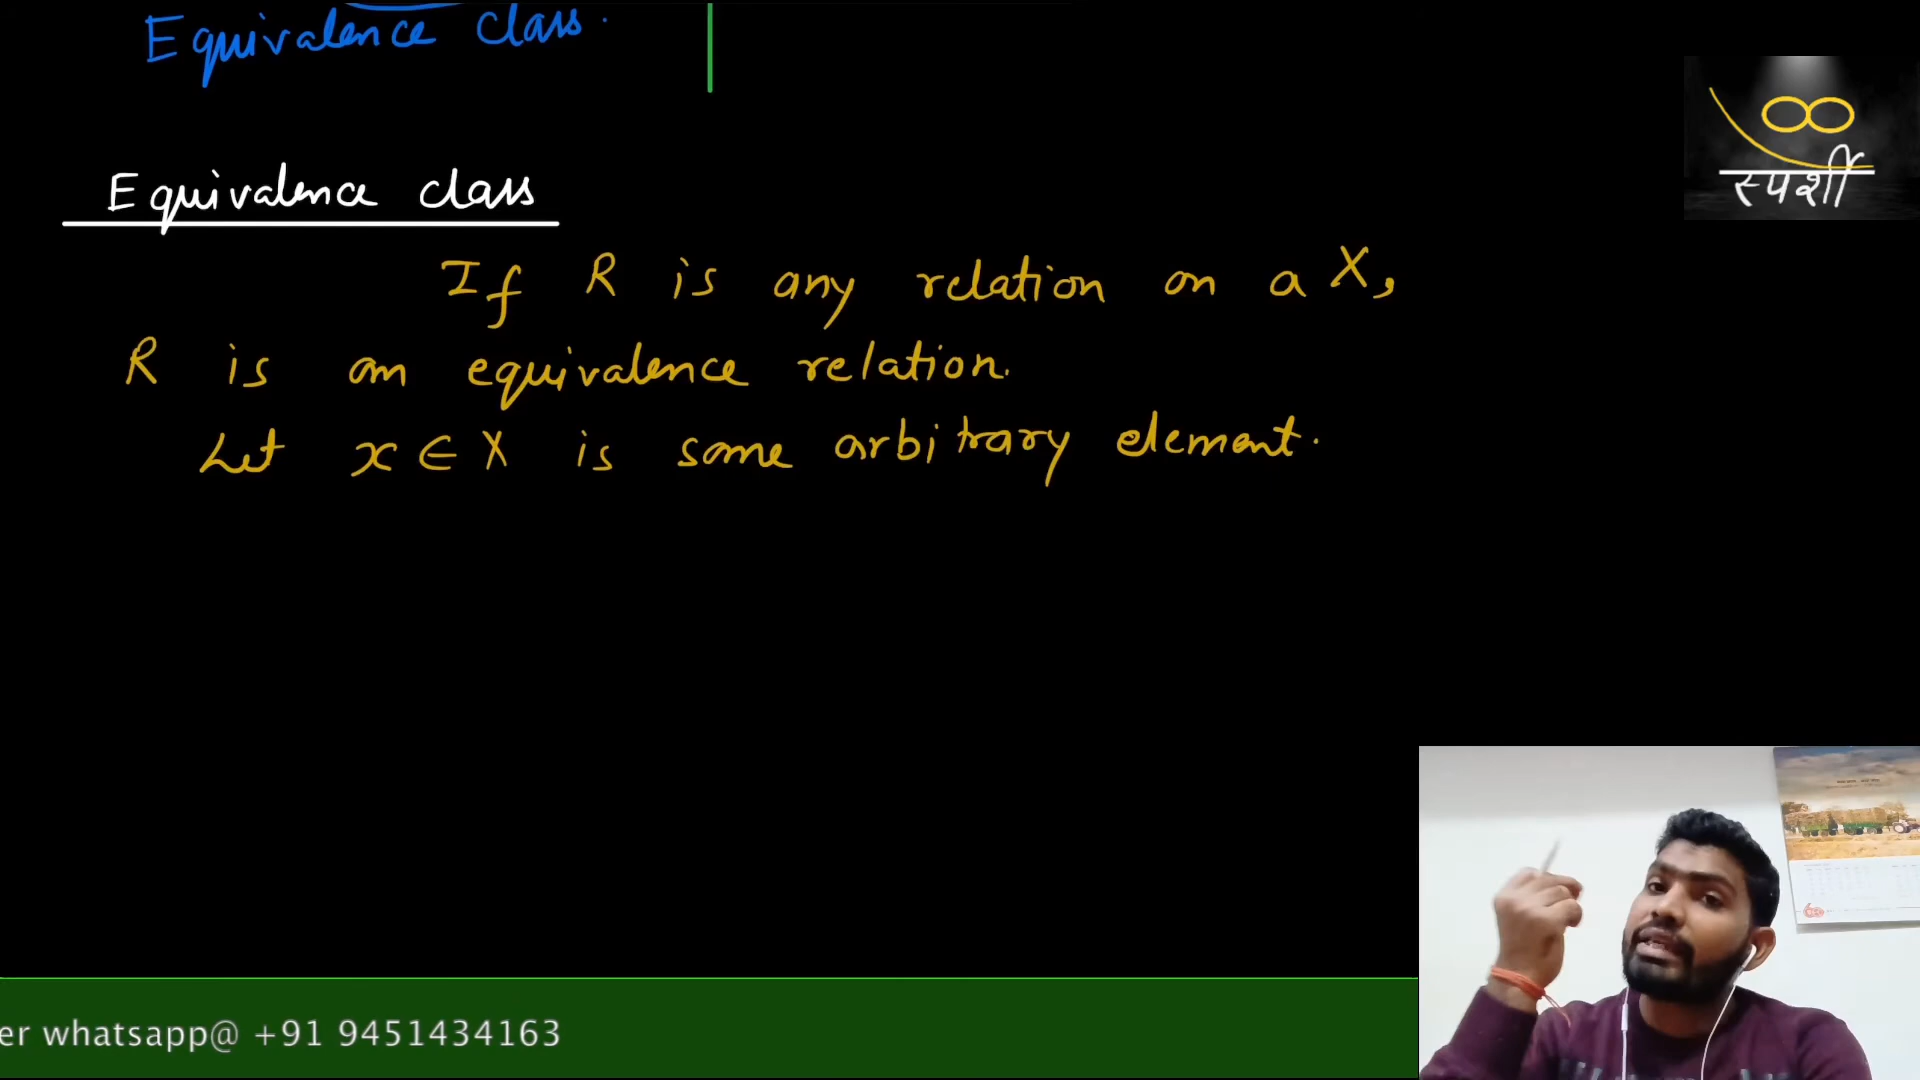 Equivalence class.
Equivalence class
If R is any relation on a X,
R is an equivalence relation.
Let x ∈ X is some arbitrary element.
स्पर्शी
er whatsapp@ +91 9451434163